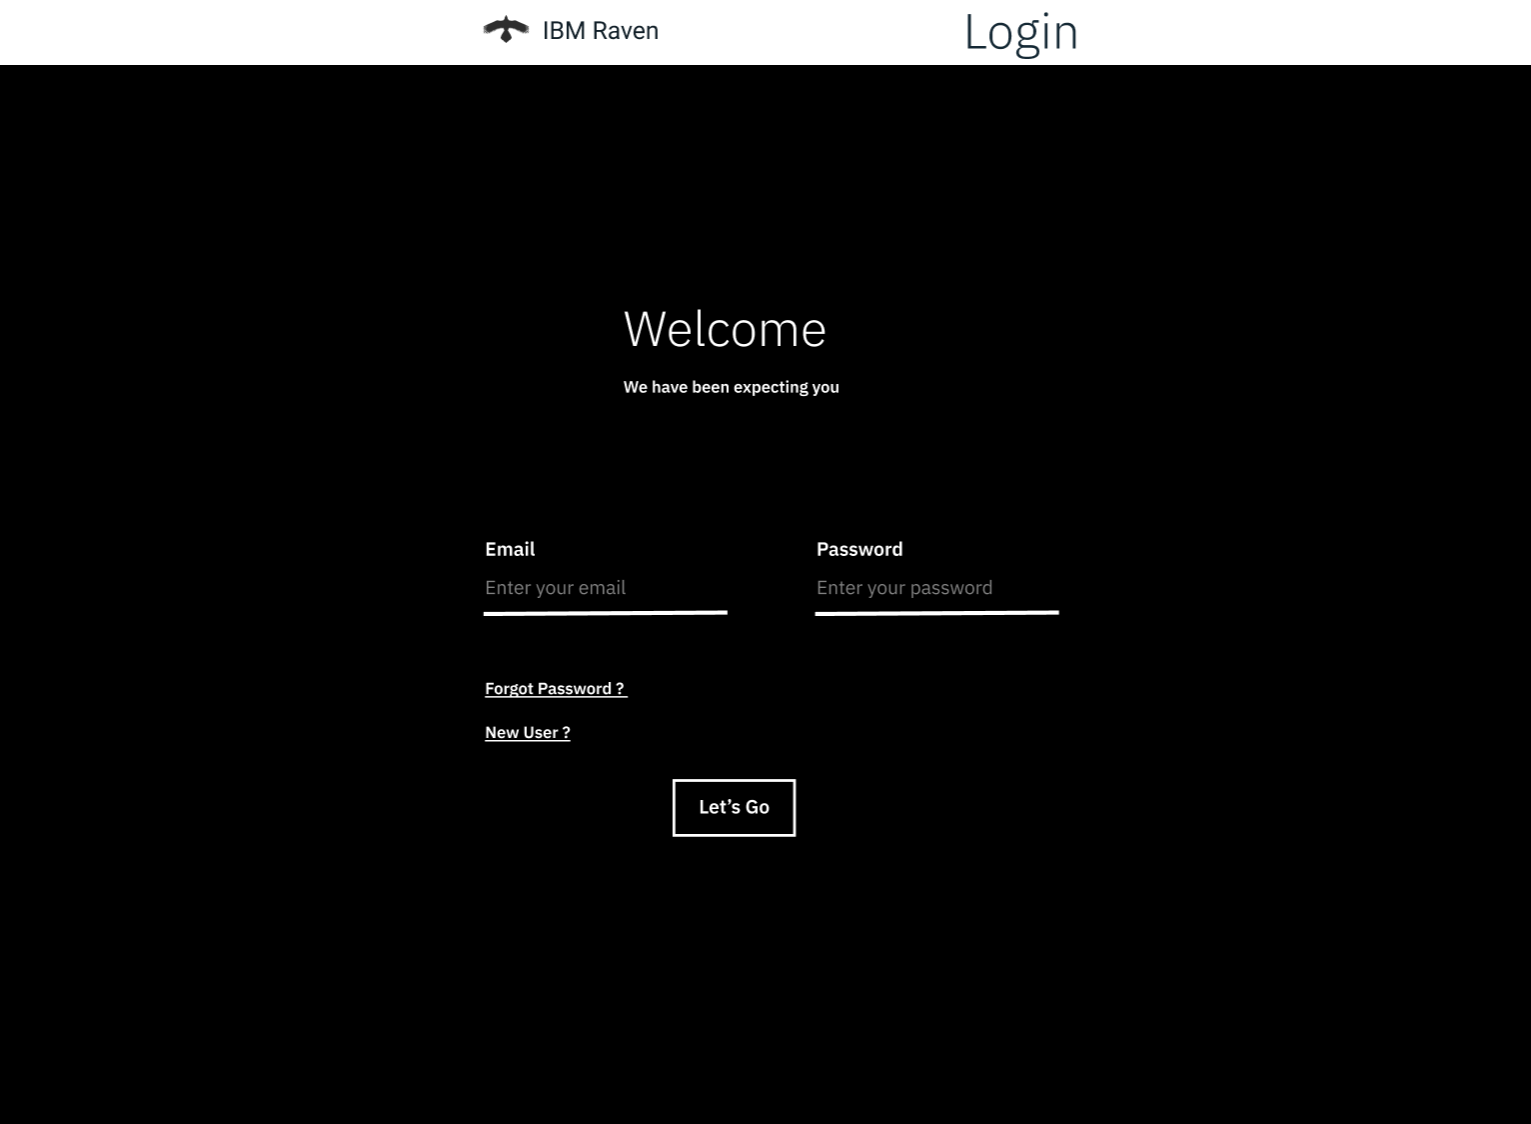 IBM Raven
Login
Welcome
We have been expecting you
Email
Password
Enter your email
Enter your password
Forgot Password ?
New User ?
Let’s Go